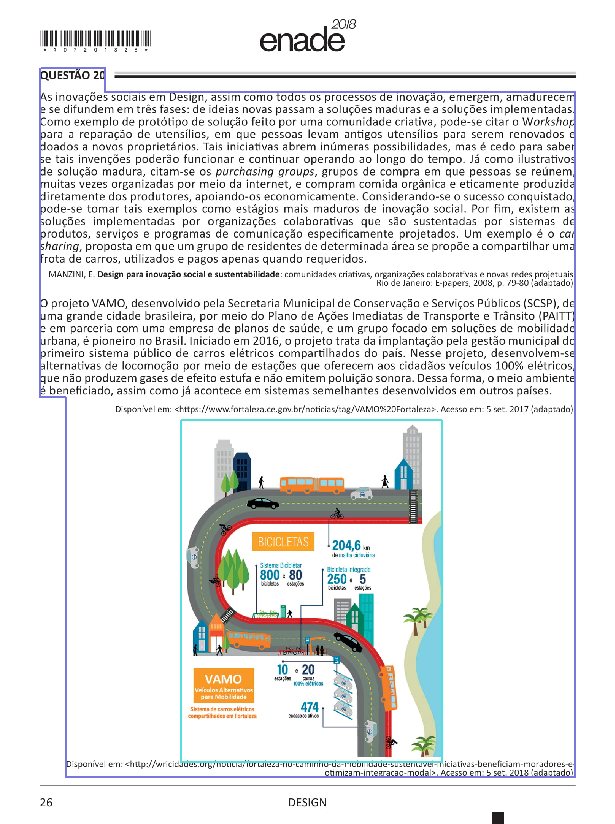 *R07201826*
enade2018
QUESTÃO 20
As inovações sociais em Design, assim como todos os processos de inovação, emergem, amadurecem
e se difundem em três fases: de ideias novas passam a soluções maduras e a soluções implementadas.
Como exemplo de protótipo de solução feito por uma comunidade criativa, pode-se citar o Workshop
para a reparação de utensílios, em que pessoas levam antigos utensílios para serem renovados e
doados a novos proprietários. Tais iniciativas abrem inúmeras possibilidades, mas é cedo para saber
se tais invenções poderão funcionar e continuar operando ao longo do tempo. Já como ilustrativos
de solução madura, citam-se os purchasing groups, grupos de compra em que pessoas se reúnem,
muitas vezes organizadas por meio da internet, e compram comida orgânica e eticamente produzida
diretamente dos produtores, apoiando-os economicamente. Considerando-se o sucesso conquistado,
pode-se tomar tais exemplos como estágios mais maduros de inovação social. Por fim, existem as
soluções implementadas por organizações colaborativas que são sustentadas por sistemas de
produtos, serviços e programas de comunicação especificamente projetados. Um exemplo é o car
sharing, proposta em que um grupo de residentes de determinada área se propõe a compartilhar uma
frota de carros, utilizados e pagos apenas quando requeridos.
MANZINI, E. Design para inovação social e sustentabilidade: comunidades criativas, organizações colaborativas e novas redes projetuais.
Rio de Janeiro: E-papers, 2008, p. 79-80 (adaptado)
O projeto VAMO, desenvolvido pela Secretaria Municipal de Conservação e Serviços Públicos (SCSP), de
uma grande cidade brasileira, por meio do Plano de Ações Imediatas de Transporte e Trânsito (PAITT)
e em parceria com uma empresa de planos de saúde, e um grupo focado em soluções de mobilidade
urbana, é pioneiro no Brasil. Iniciado em 2016, o projeto trata da implantação pela gestão municipal do
primeiro sistema público de carros elétricos compartilhados do país. Nesse projeto, desenvolvem-se
alternativas de locomoção por meio de estações que oferecem aos cidadãos veículos 100% elétricos,
que não produzem gases de efeito estufa e não emitem poluição sonora. Dessa forma, o meio ambiente
é beneficiado, assim como já acontece em sistemas semelhantes desenvolvidos em outros países.
Disponível em: <https://www.fortaleza.ce.gov.br/noticias/tag/VAMO%20Fortaleza>. Acesso em: 5 set. 2017 (adaptado)
BICICLETAS
204,6 km
de malha cicloviária
Sistema Bicicletar
800 e 80
bicicletas estações
Bicicleta Integrada
250 e 5
bicicletas estações
VAMO
Veículos Alternativos
para Mobilidade
Sistema de carros elétricos
compartilhados em Fortaleza
10 e 20
estações carros
100% elétricos
474
Disponível em: <http://wricidades.org/noticia/fortaleza-no-caminho-da-mobilidade-sustentável-iniciativas-beneficiam-moradores-e-
otimizam-integracao-modal>. Acesso em: 5 set. 2018 (adaptado)
26
DESIGN